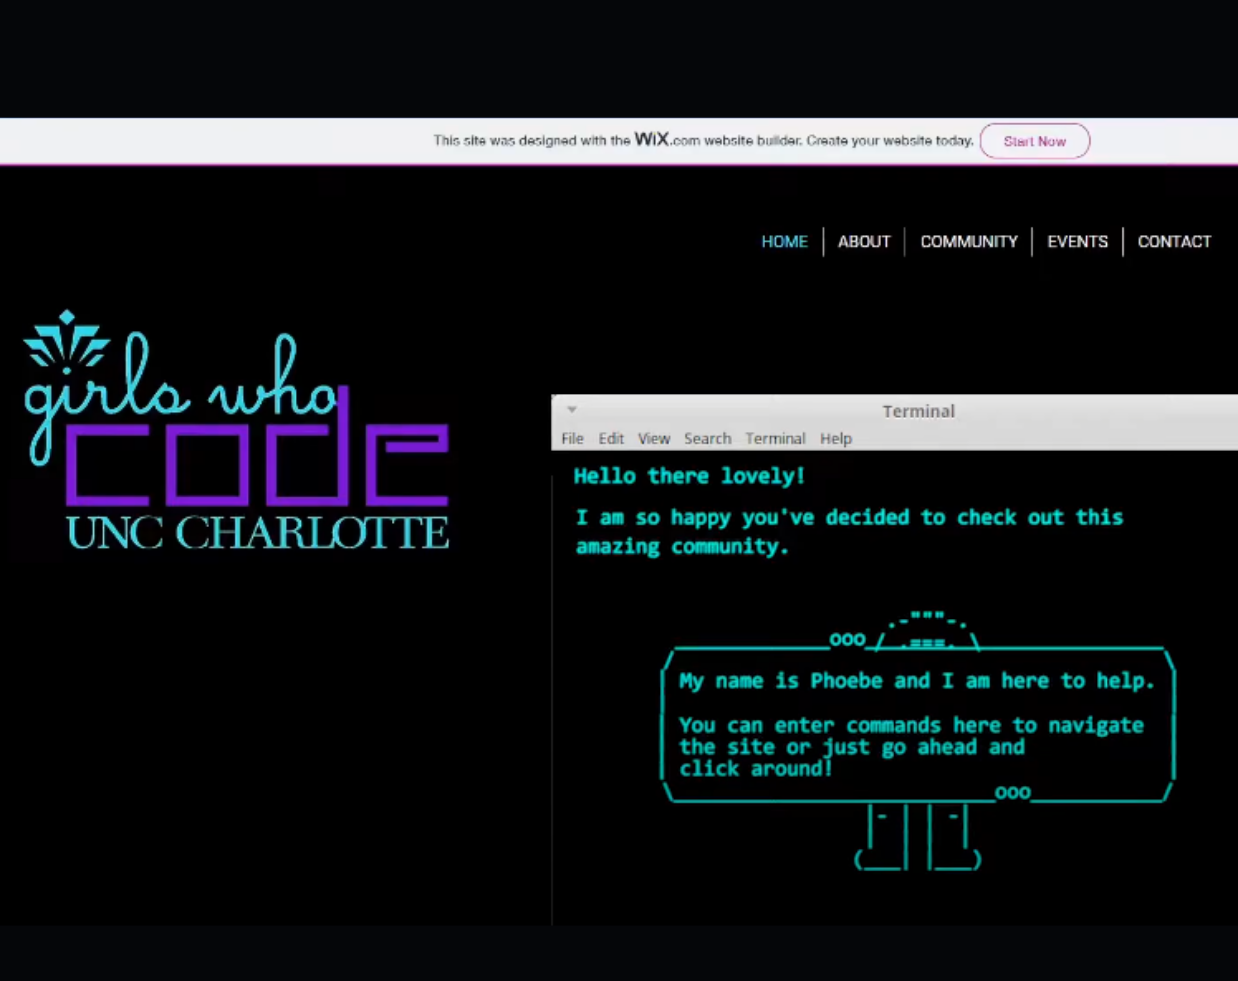 This site was designed with the WiX.com website builder. Create your website today. Start Now
HOME ABOUT COMMUNITY EVENTS CONTACT
girls who
code
UNC CHARLOTTE
Terminal
File Edit View Search Terminal Help
Hello there lovely!
I am so happy you've decided to check out this
amazing community.
My name is Phoebe and I am here to help.
You can enter commands here to navigate
the site or just go ahead and
click around!